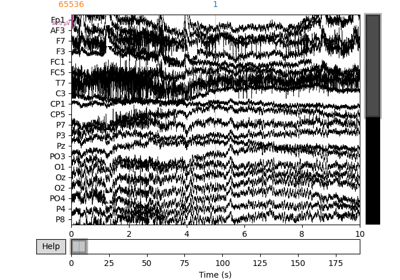 65536 1
Fp1
AF3
F7
F3
FC1
FC5
T7
C3
CP1
CP5
P7
P3
Pz
PO3
O1
Oz
O2
PO4
P4
P8
0 2 4 6 8 10
Help
0 25 50 75 100 125 150 175
Time (s)